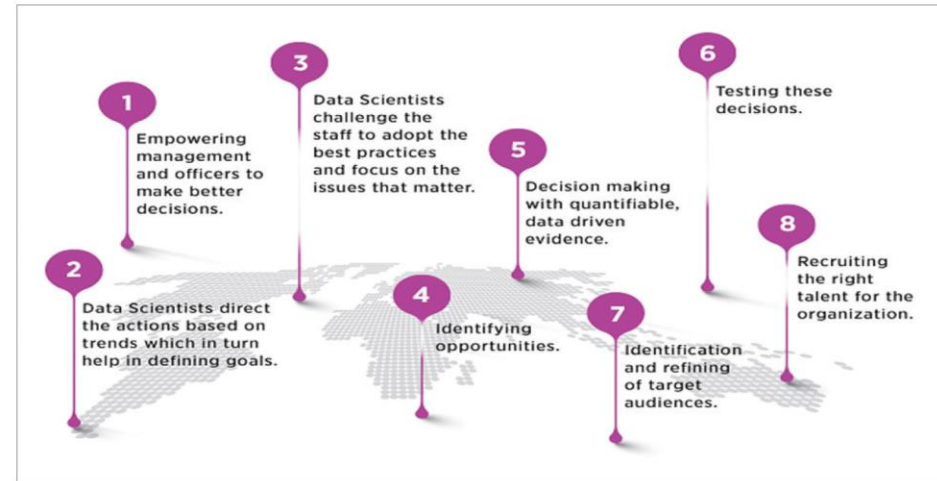 1
Empowering
management
and officers to
make better
decisions.
2
Data Scientists direct
the actions based on
trends which in turn
help in defining goals.
3
Data Scientists
challenge the
staff to adopt the
best practices
and focus on the
issues that matter.
4
Identifying
opportunities.
5
Decision making
with quantifiable,
data driven
evidence.
6
Testing these
decisions.
7
Identification
and refining
of target
audiences.
8
Recruiting
the right
talent for the
organization.